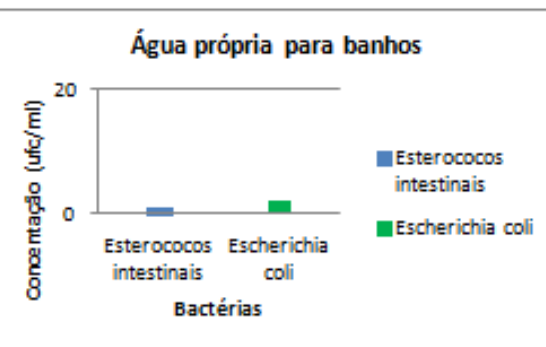 Água própria para banhos
Concentação (ufc/ml)
20
0
Esterococos
intestinais
Escherichia
coli
Bactérias
Esterococos
intestinais
Escherichia coli